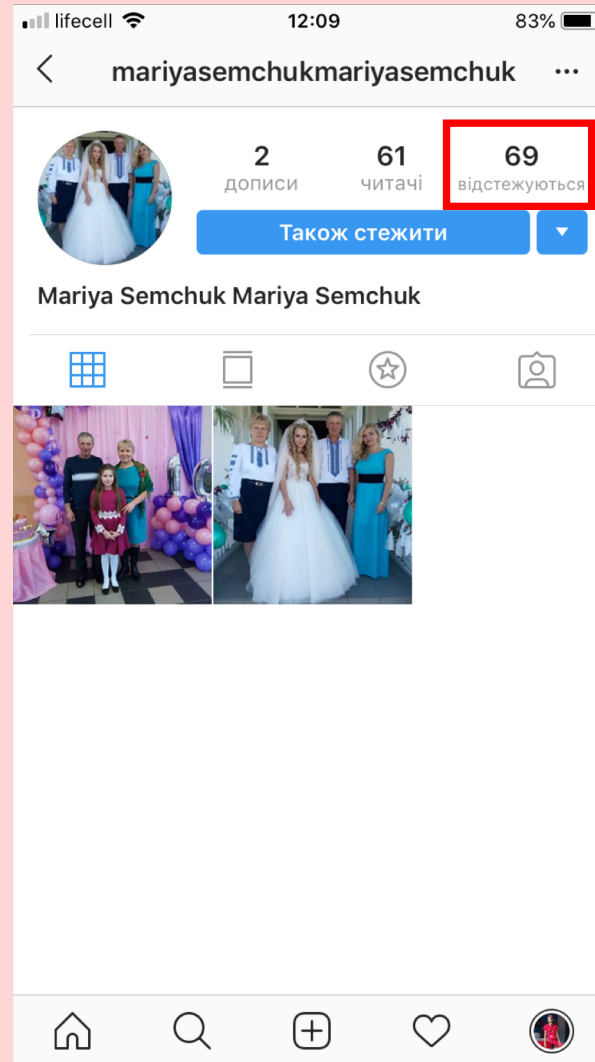 lifecell 12:09 83%
mariyasemchukmariyasemchuk
2 61 69
дописи читачі відстежуються
Також стежити
Mariya Semchuk Mariya Semchuk